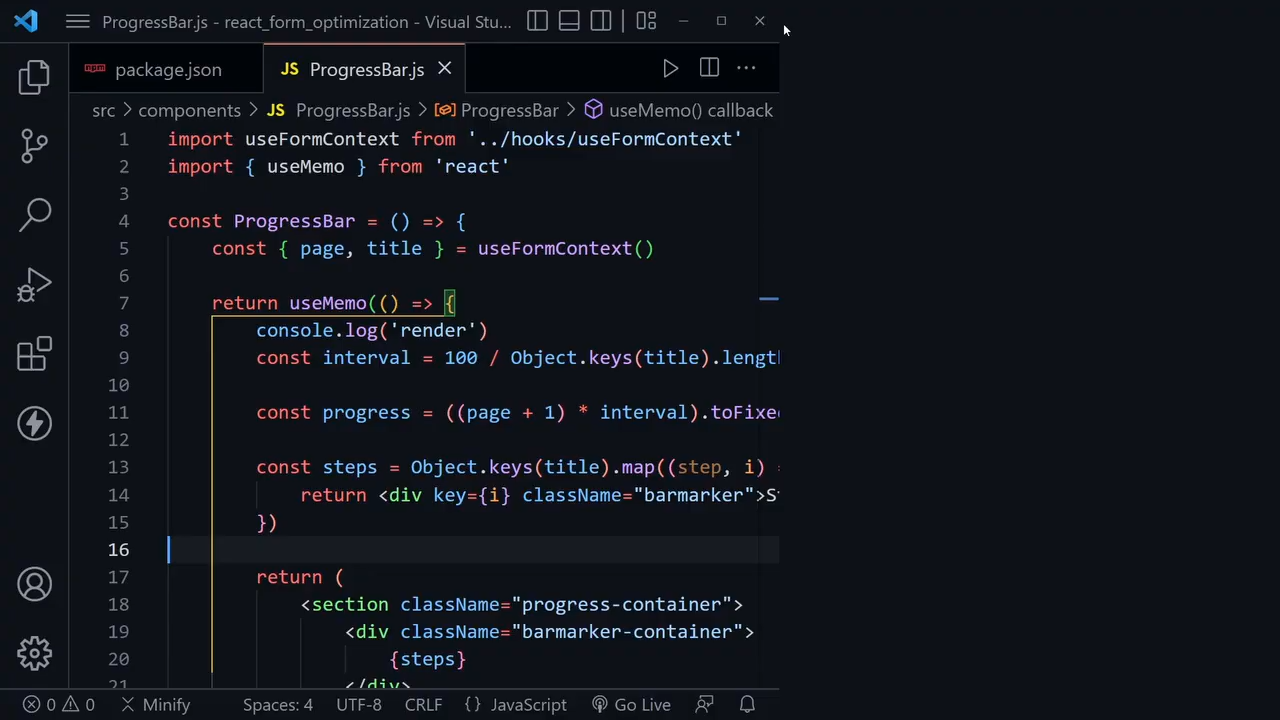 ProgressBar.js - react_form_optimization - Visual Stu...
package.json
JS ProgressBar.js
src > components > JS ProgressBar.js > ProgressBar > useMemo() callback
1 import useFormContext from '../hooks/useFormContext'
2 import { useMemo } from 'react'
3
4 const ProgressBar = () => {
5 const { page, title } = useFormContext()
6
7 return useMemo(() => {
8 console.log('render')
9 const interval = 100 / Object.keys(title).lengt
10
11 const progress = ((page + 1) * interval).toFixe
12
13 const steps = Object.keys(title).map((step, i) =
14 return <div key={i} className="barmarker">S
15 })
16
17 return (
18 <section className="progress-container">
19 <div className="barmarker-container">
20 {steps}
21 </div>
0 0 Minify Spaces: 4 UTF-8 CRLF {} JavaScript Go Live